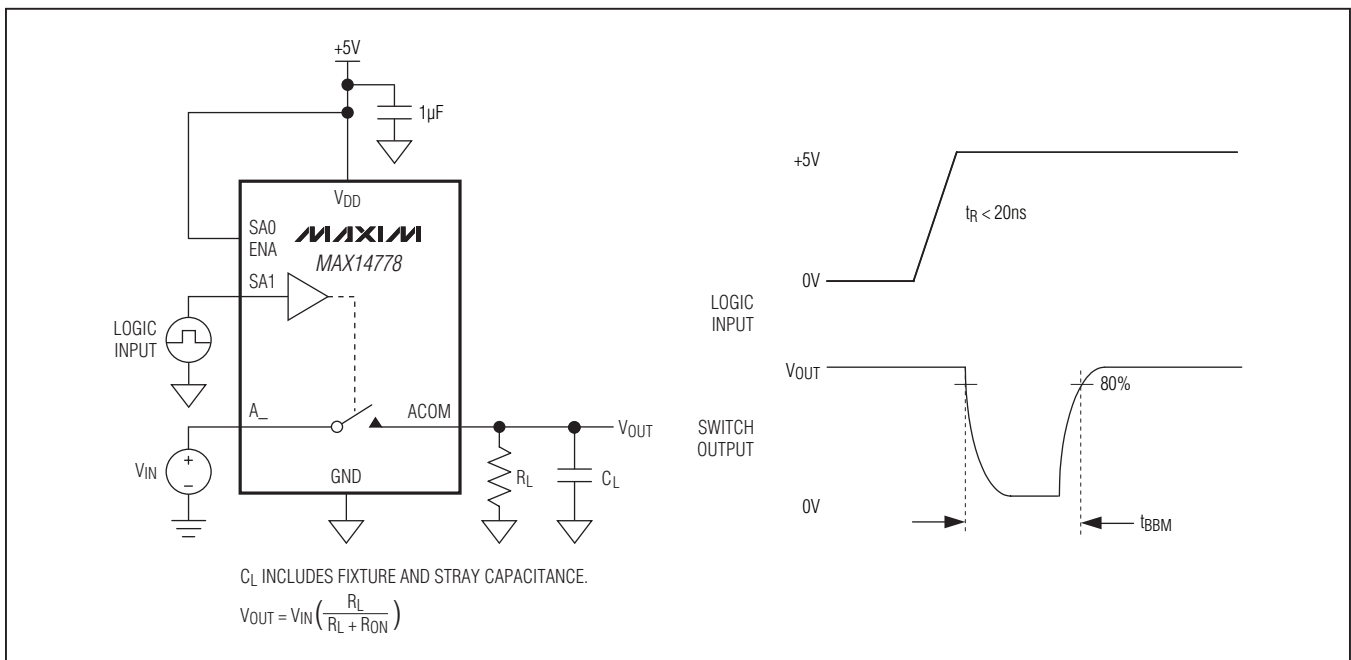 +5V
1µF
VDD
SA0
ENA
MAXIM
MAX14778
SA1
LOGIC
INPUT
A_
ACOM
VOUT
VIN
+
−
GND
RL
CL
CL INCLUDES FIXTURE AND STRAY CAPACITANCE.
VOUT = VIN(RL / RL + RON)
+5V
tR < 20ns
0V
LOGIC
INPUT
VOUT
80%
SWITCH
OUTPUT
0V
tBBM